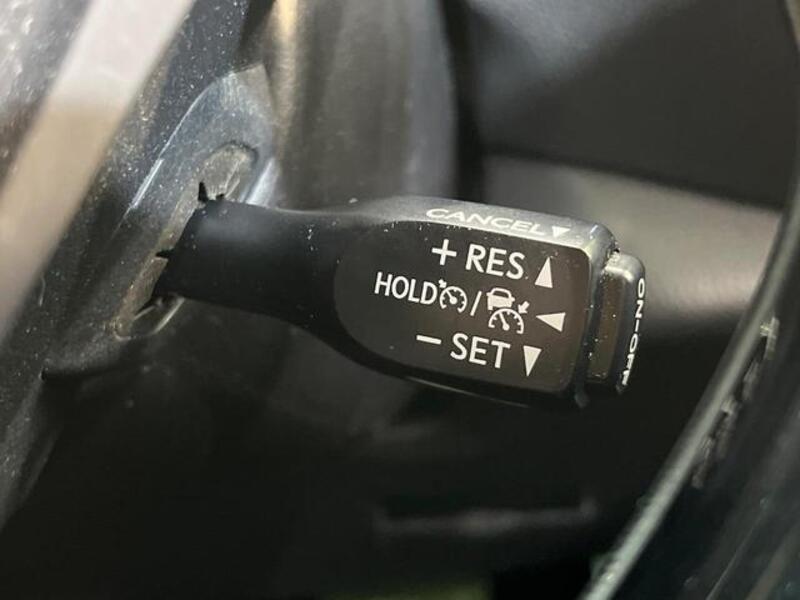 CANCEL▼
+ RES ▲
HOLD / ◀
− SET ▼
ON-OFF